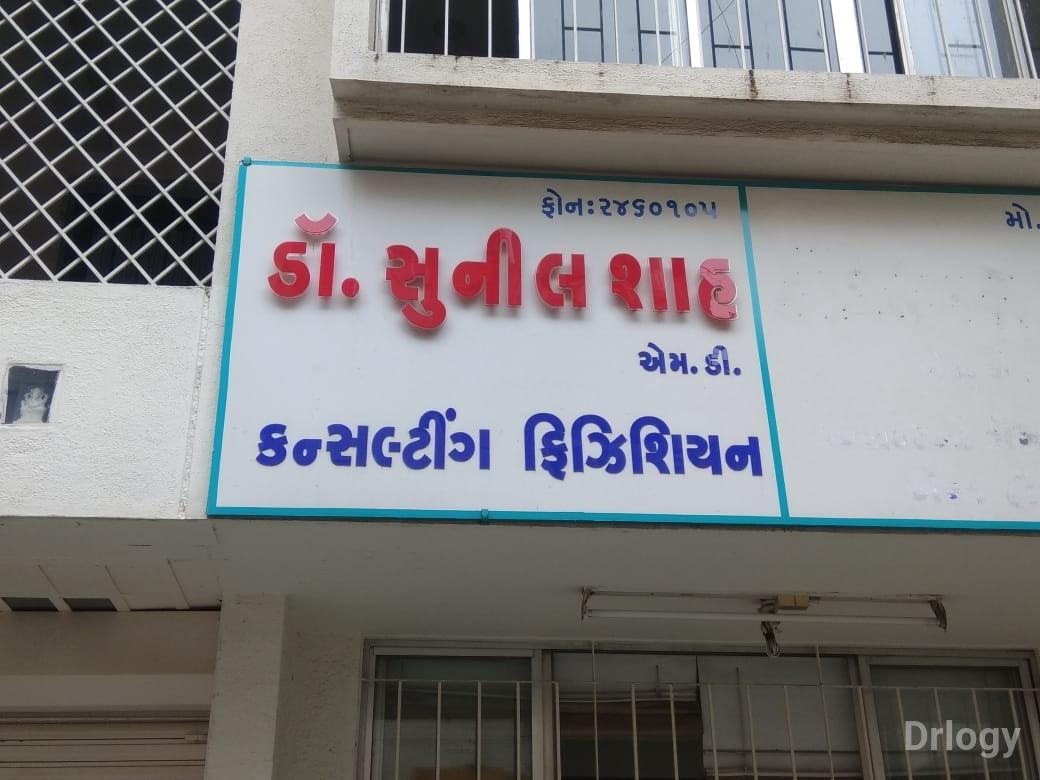 ફોન:૨૪૬૦૧૦૫
ડૉ. સુનીલ શાહ
એમ. ડી.
કન્સલ્ટીંગ ફિઝિશિયન
મો.
Drlogy